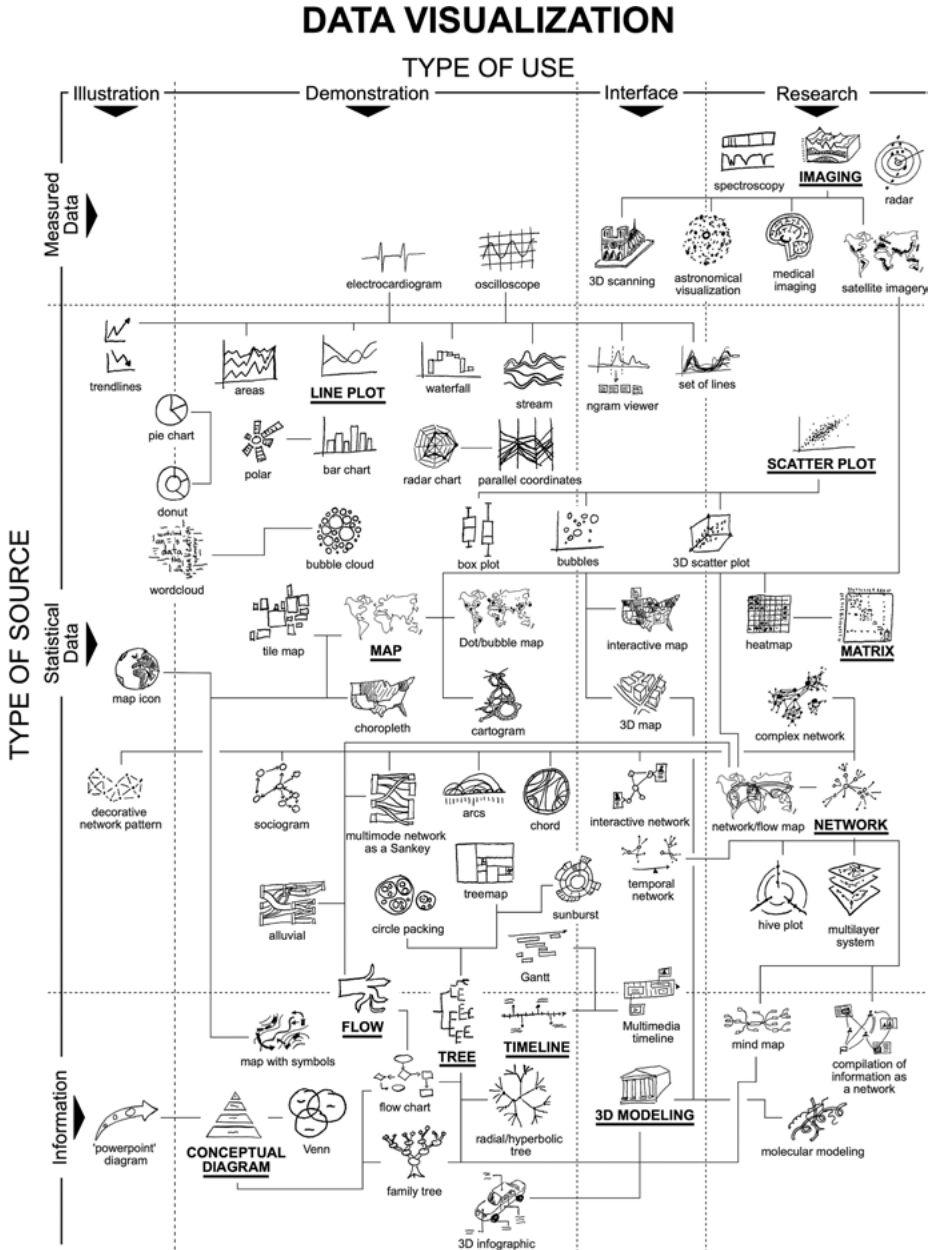 DATA VISUALIZATION
TYPE OF USE
Illustration
Demonstration
Interface
Research
TYPE OF SOURCE
Measured
Data
spectroscopy
IMAGING
radar
electrocardiogram
oscilloscope
3D scanning
astronomical
visualization
medical
imaging
satellite imagery
Statistical
Data
trendlines
areas
LINE PLOT
waterfall
stream
ngram viewer
set of lines
pie chart
polar
bar chart
radar chart
parallel coordinates
SCATTER PLOT
donut
wordcloud
bubble cloud
box plot
bubbles
3D scatter plot
tile map
MAP
Dot/bubble map
interactive map
heatmap
MATRIX
map icon
choropleth
cartogram
3D map
complex network
decorative
network pattern
sociogram
multimode network
as a Sankey
arcs
chord
interactive network
network/flow map
NETWORK
alluvial
circle packing
treemap
sunburst
temporal
network
hive plot
multilayer
system
Gantt
Information
map with symbols
FLOW
TREE
TIMELINE
Multimedia
timeline
mind map
compilation of
information as
a network
'powerpoint'
diagram
CONCEPTUAL
DIAGRAM
Venn
flow chart
family tree
radial/hyperbolic
tree
3D MODELING
molecular modeling
3D infographic